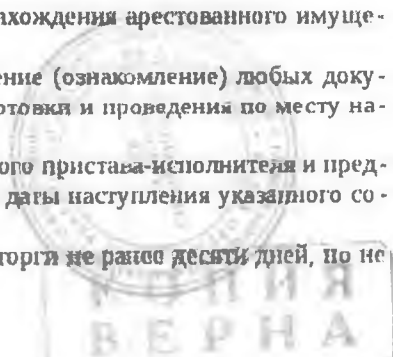 ахождения арестованного имуще-
ение (ознакомление) любых доку-
отовки и проведения по месту на-
ого пристава-исполнителя и пред-
даты наступления указанного со-
торги не ранее десяти дней, но не
КОПИЯ
ВЕРНА